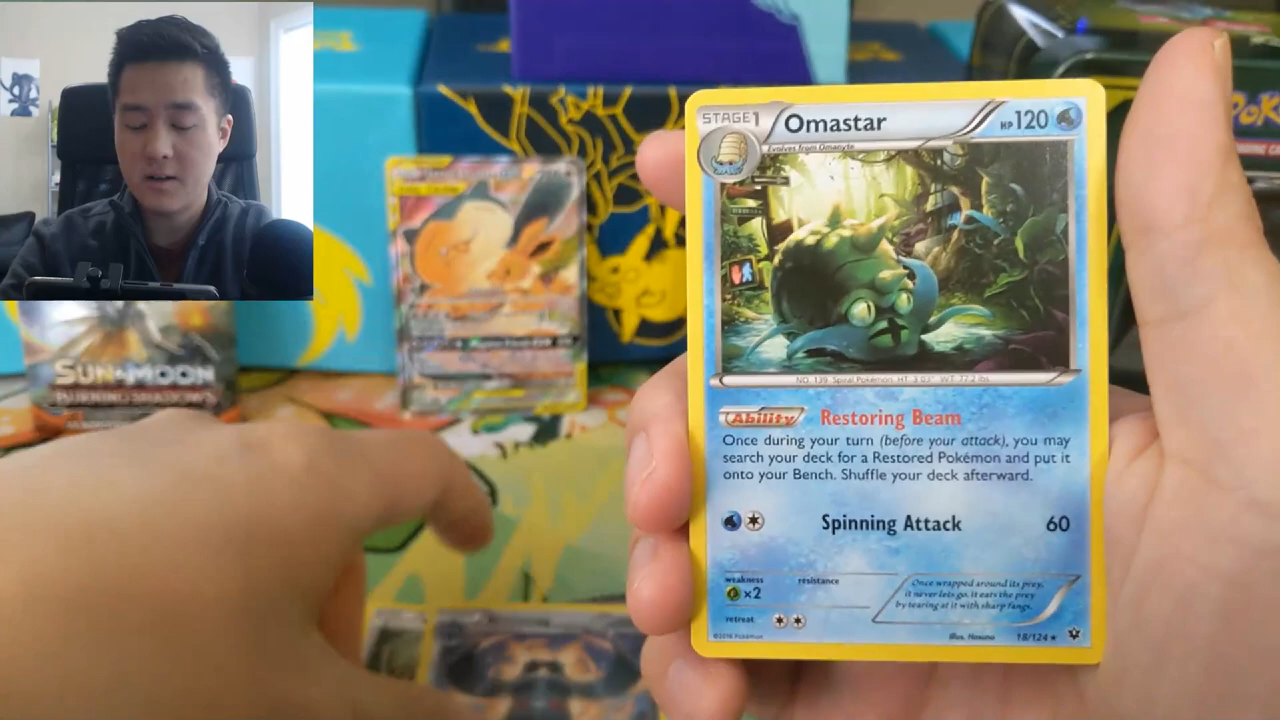 STAGE1 Omastar HP120
Evolves from Omanyte
NO. 139 Spiral Pokémon HT: 3'03" WT: 77.2 lbs
Ability Restoring Beam
Once during your turn (before your attack), you may
search your deck for a Restored Pokémon and put it
onto your Bench. Shuffle your deck afterward.
Spinning Attack 60
weakness resistance
×2
Once wrapped around its prey,
it never lets go. It eats the prey
by tearing at it with sharp fangs.
retreat
©2016 Pokémon Illus. Hasuno 18/124
SUN MOON
BURNING SHADOWS